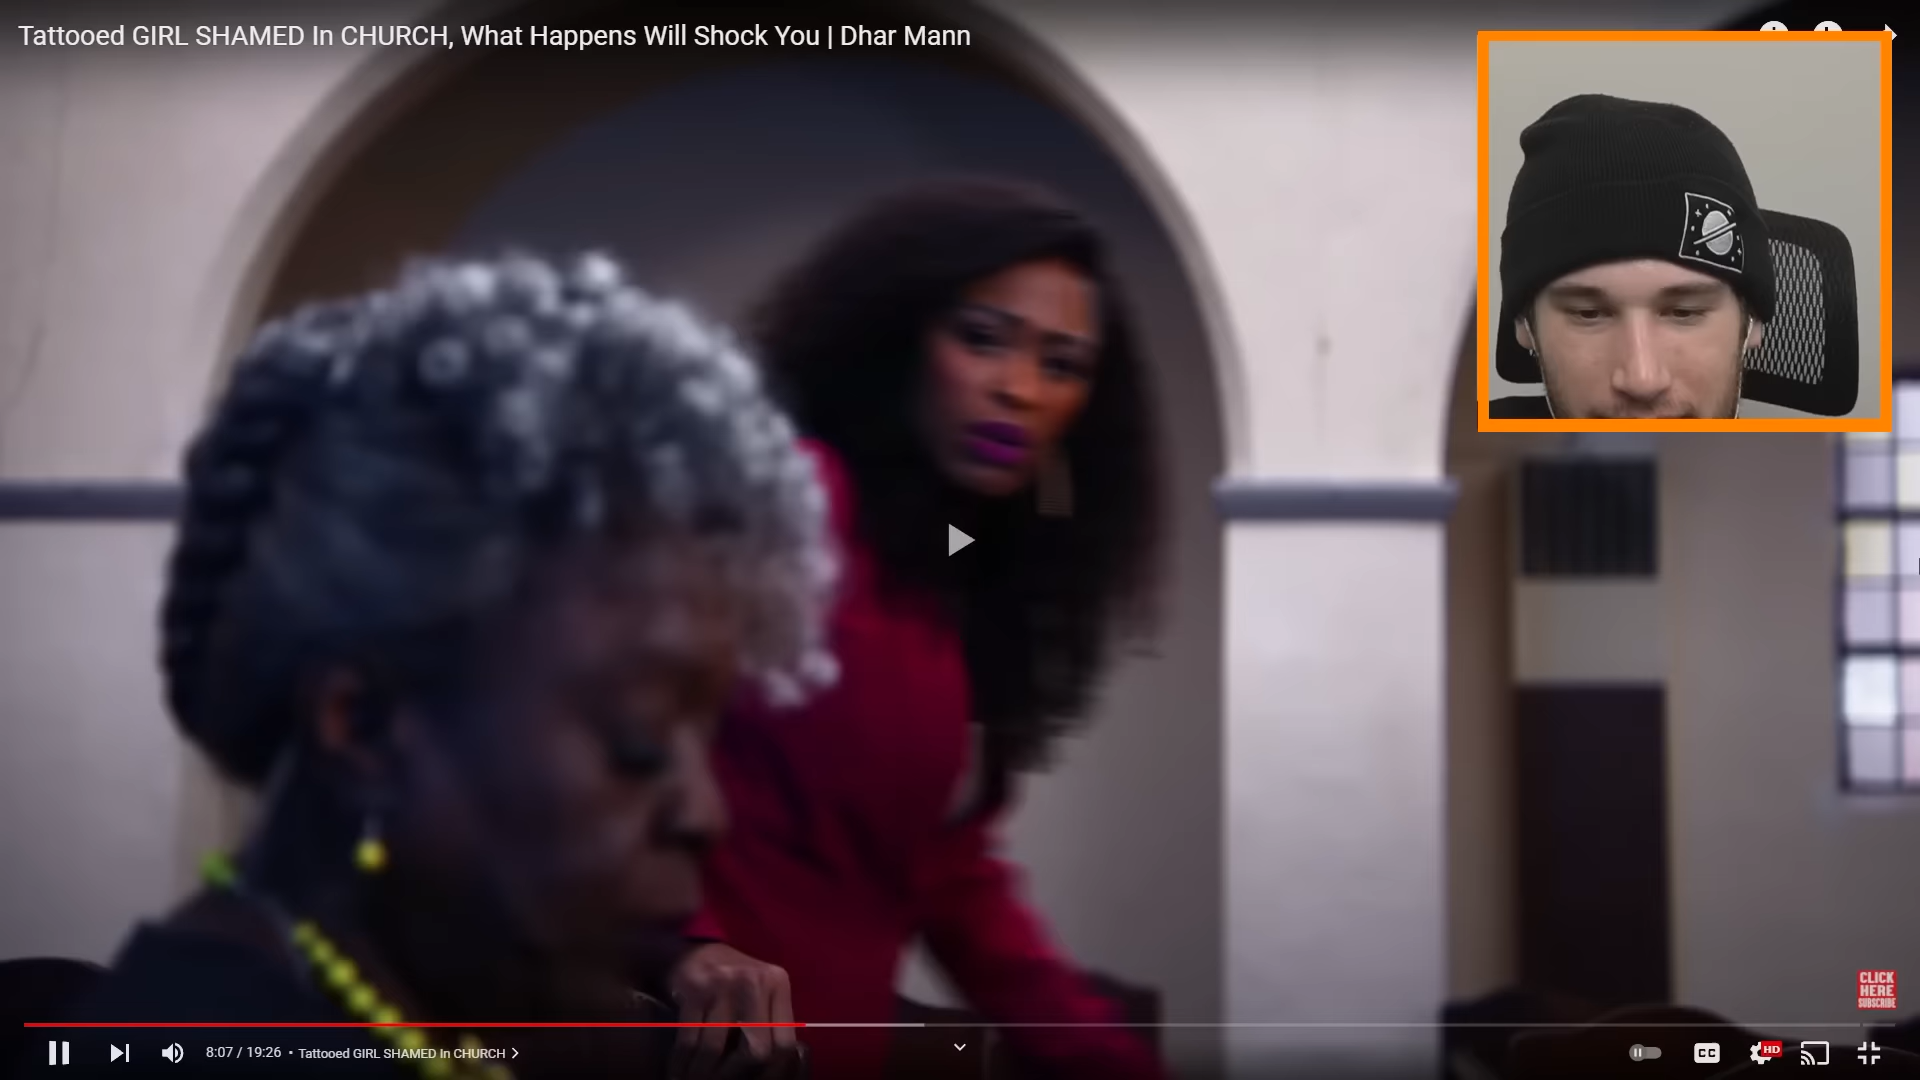 Tattooed GIRL SHAMED In CHURCH, What Happens Will Shock You | Dhar Mann
CLICK
HERE
SUBSCRIBE
8:07 / 19:26 • Tattooed GIRL SHAMED In CHURCH
CC
HD